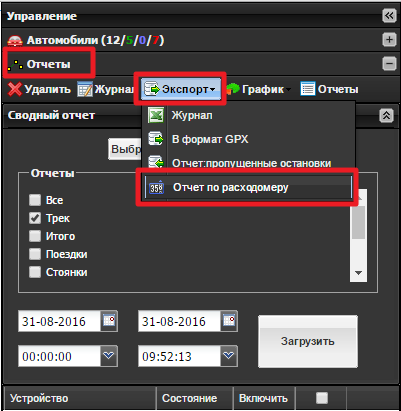 Управление
Автомобили (12/5/0/7)
Отчеты
Удалить Журнал Экспорт График Отчеты
Сводный отчет
Журнал
В формат GPX
Отчет:пропущенные остановки
Отчет по расходомеру
Отчеты
Все
Трек
Итого
Поездки
Стоянки
31-08-2016 31-08-2016
00:00:00 09:52:13
Загрузить
Устройство Состояние Включить